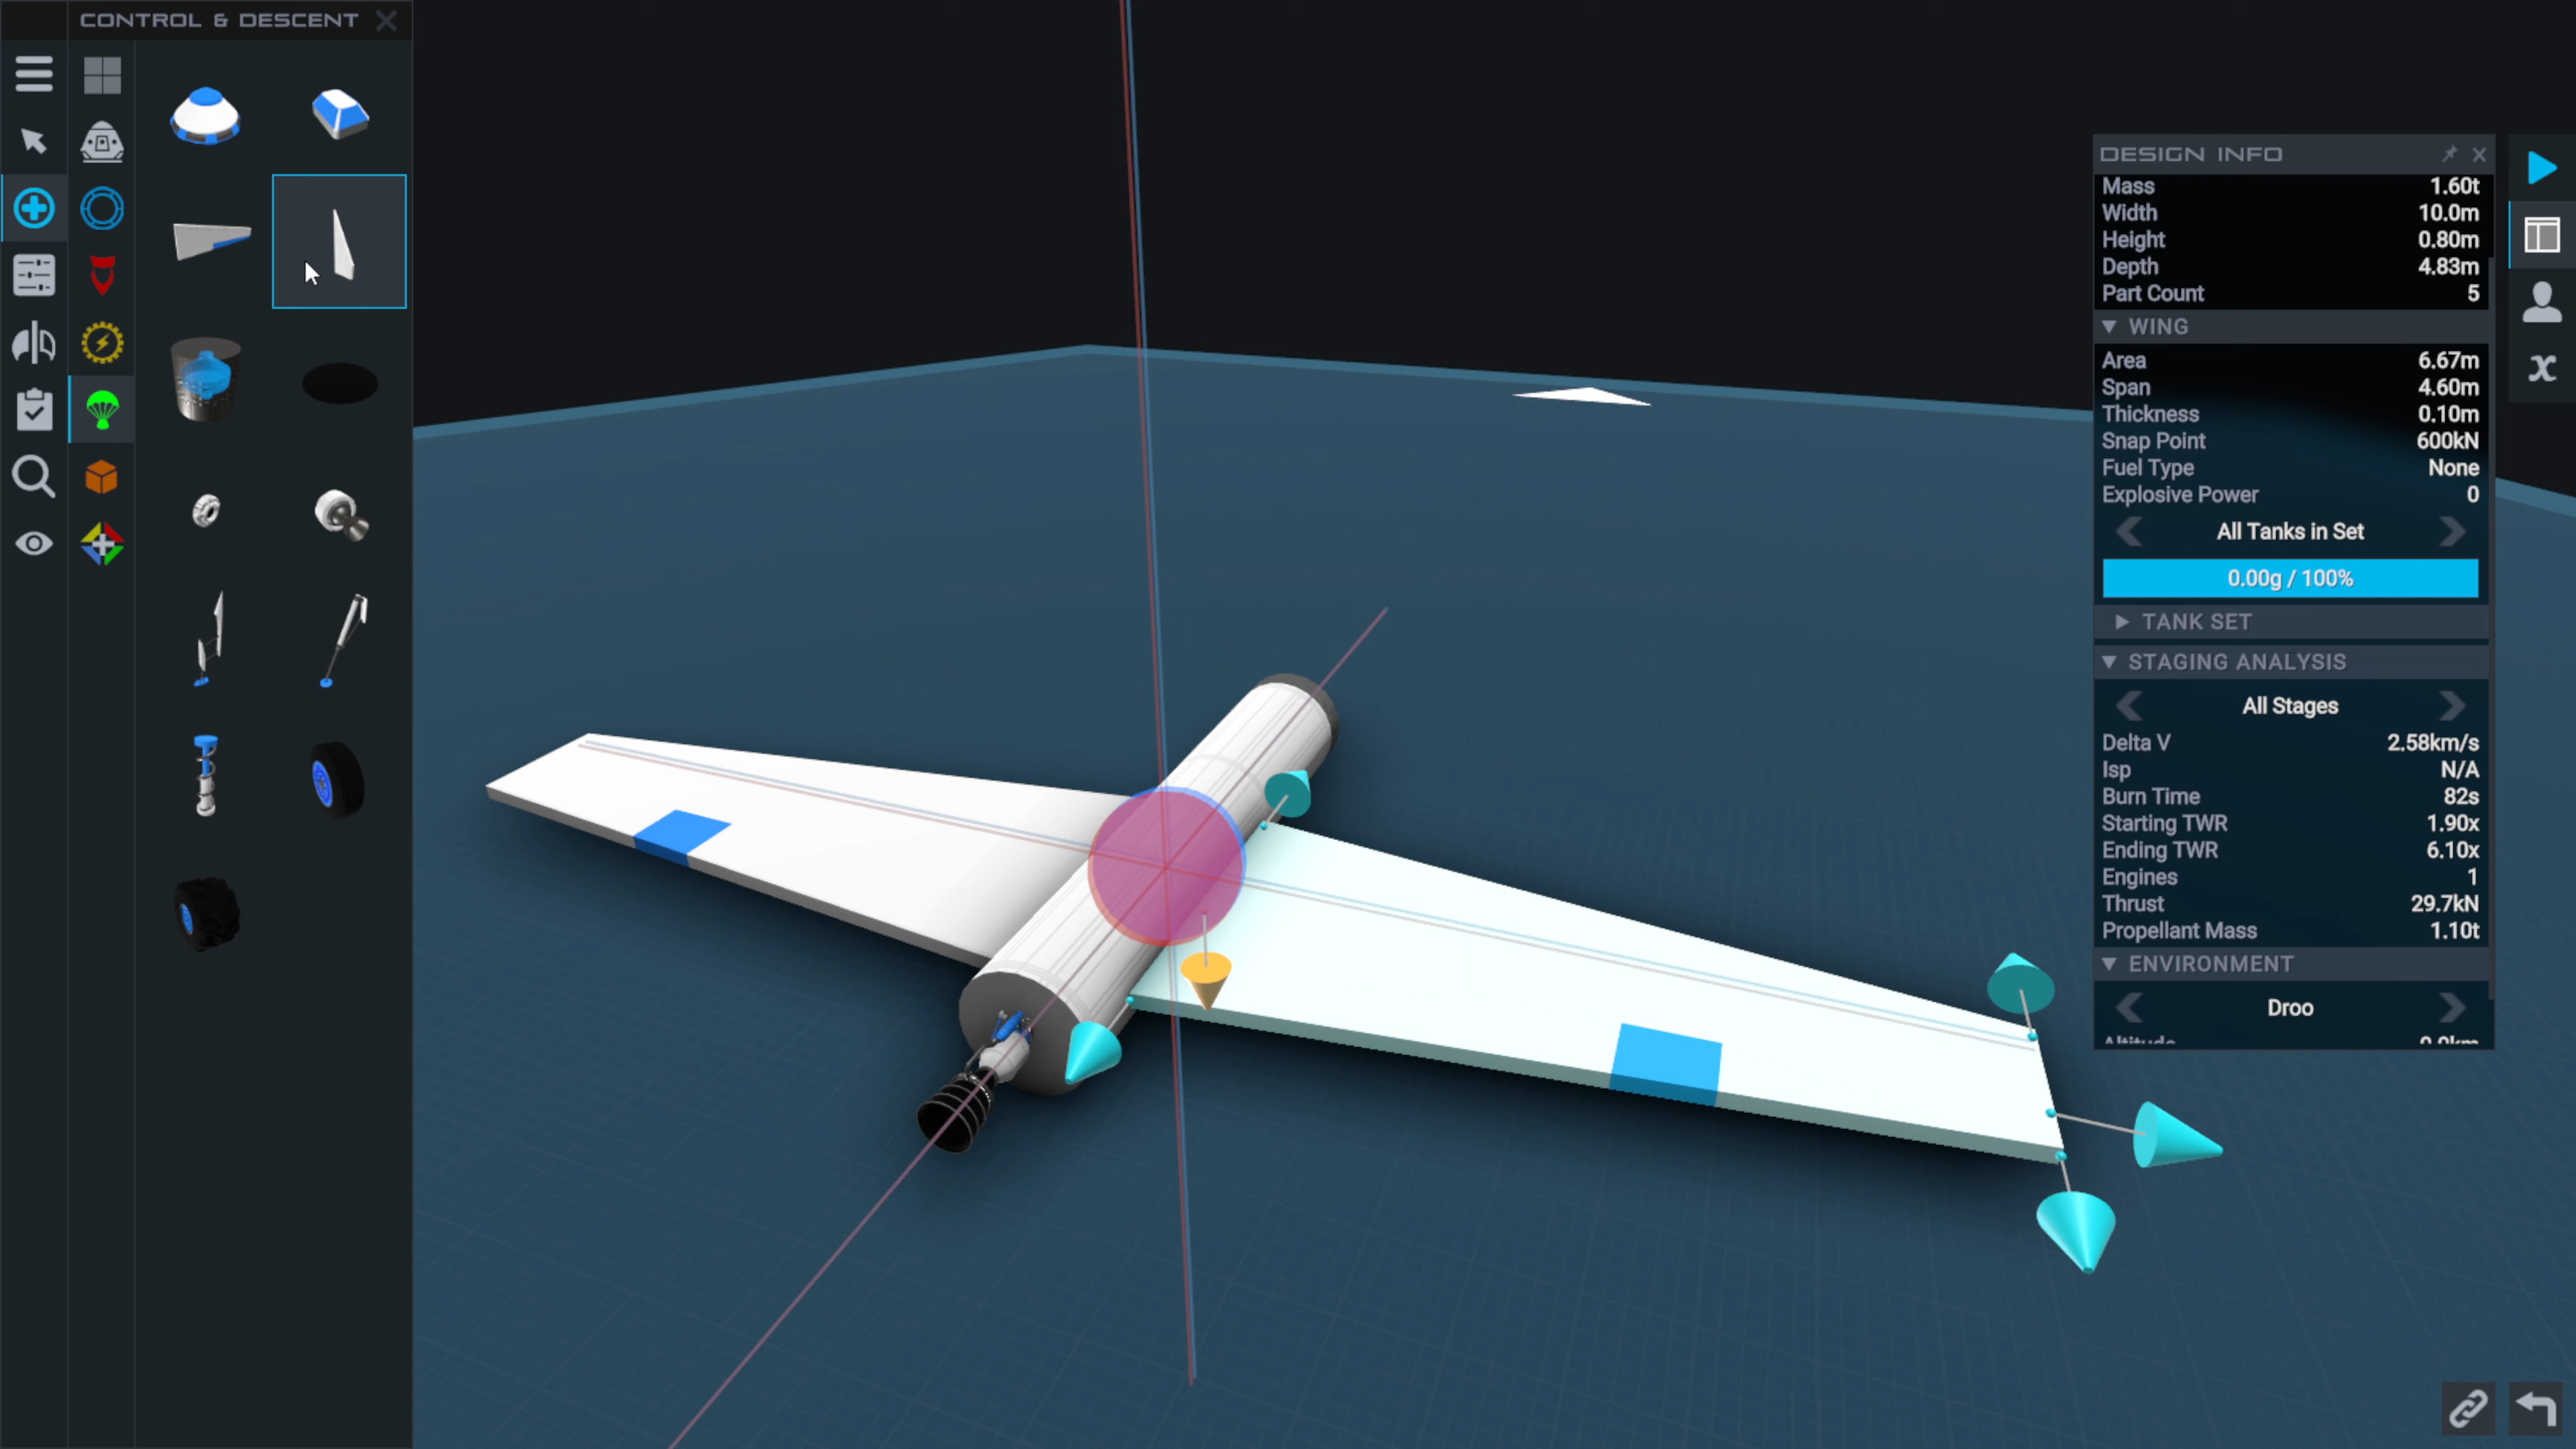 CONTROL & DESCENT
DESIGN INFO
Mass 1.60t
Width 10.0m
Height 0.80m
Depth 4.83m
Part Count 5
WING
Area 6.67m
Span 4.60m
Thickness 0.10m
Snap Point 600kN
Fuel Type None
Explosive Power 0
All Tanks in Set
0.00g / 100%
TANK SET
STAGING ANALYSIS
All Stages
Delta V 2.58km/s
Isp N/A
Burn Time 82s
Starting TWR 1.90x
Ending TWR 6.10x
Engines 1
Thrust 29.7kN
Propellant Mass 1.10t
ENVIRONMENT
Droo
Altitude 0.0km